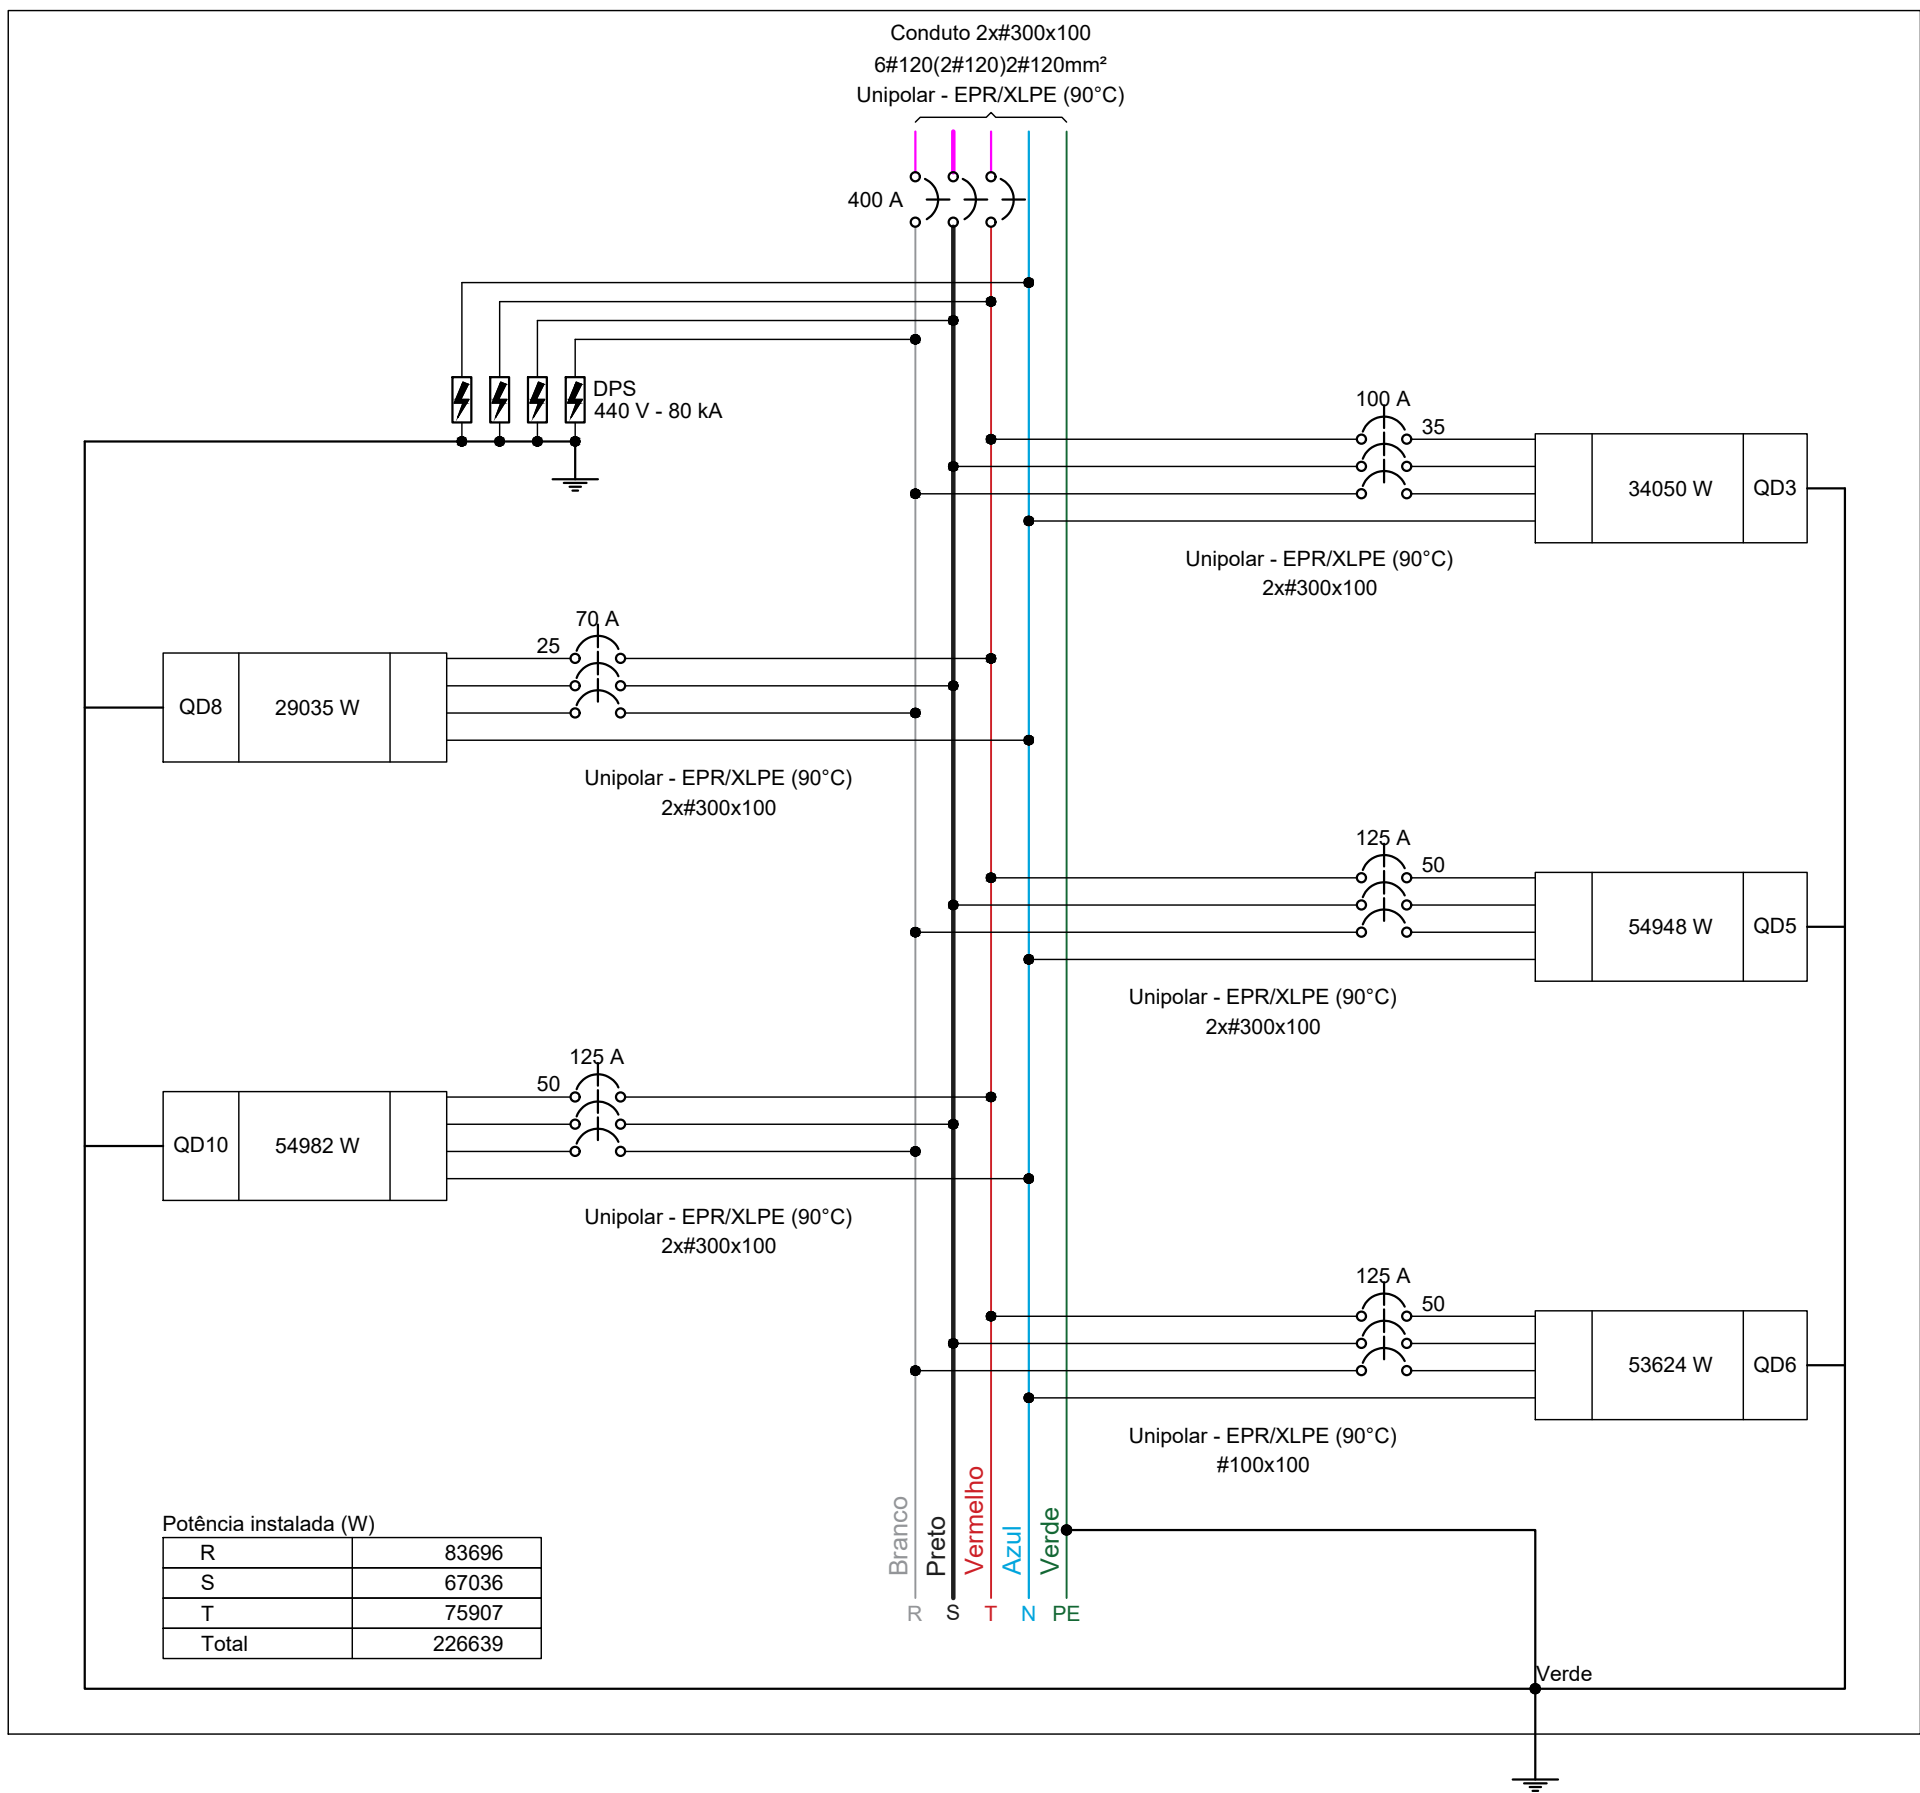 Conduto 2x#300x100
6#120(2#120)2#120mm²
Unipolar - EPR/XLPE (90°C)
400 A
DPS
440 V - 80 kA
100 A
35
34050 W
QD3
Unipolar - EPR/XLPE (90°C)
2x#300x100
70 A
25
QD8
29035 W
Unipolar - EPR/XLPE (90°C)
2x#300x100
125 A
50
54948 W
QD5
Unipolar - EPR/XLPE (90°C)
2x#300x100
125 A
50
QD10
54982 W
Unipolar - EPR/XLPE (90°C)
2x#300x100
125 A
50
53624 W
QD6
Unipolar - EPR/XLPE (90°C)
#100x100
Branco
Preto
Vermelho
Azul
Verde
R S T N PE
Potência instalada (W)
R 83696
S 67036
T 75907
Total 226639
Verde